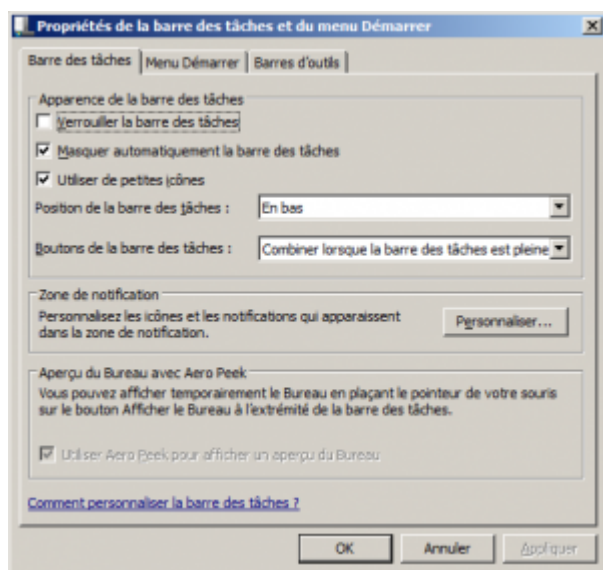 Propriétés de la barre des tâches et du menu Démarrer
Barre des tâches Menu Démarrer Barres d'outils
Apparence de la barre des tâches
Verrouiller la barre des tâches
Masquer automatiquement la barre des tâches
Utiliser de petites icônes
Position de la barre des tâches : En bas
Boutons de la barre des tâches : Combiner lorsque la barre des tâches est pleine
Zone de notification
Personnalisez les icônes et les notifications qui apparaissent
dans la zone de notification.
Personnaliser...
Aperçu du Bureau avec Aero Peek
Vous pouvez afficher temporairement le Bureau en plaçant le pointeur de votre souris
sur le bouton Afficher le Bureau à l'extrémité de la barre des tâches.
Utiliser Aero Peek pour afficher un aperçu du Bureau
Comment personnaliser la barre des tâches ?
OK Annuler Appliquer